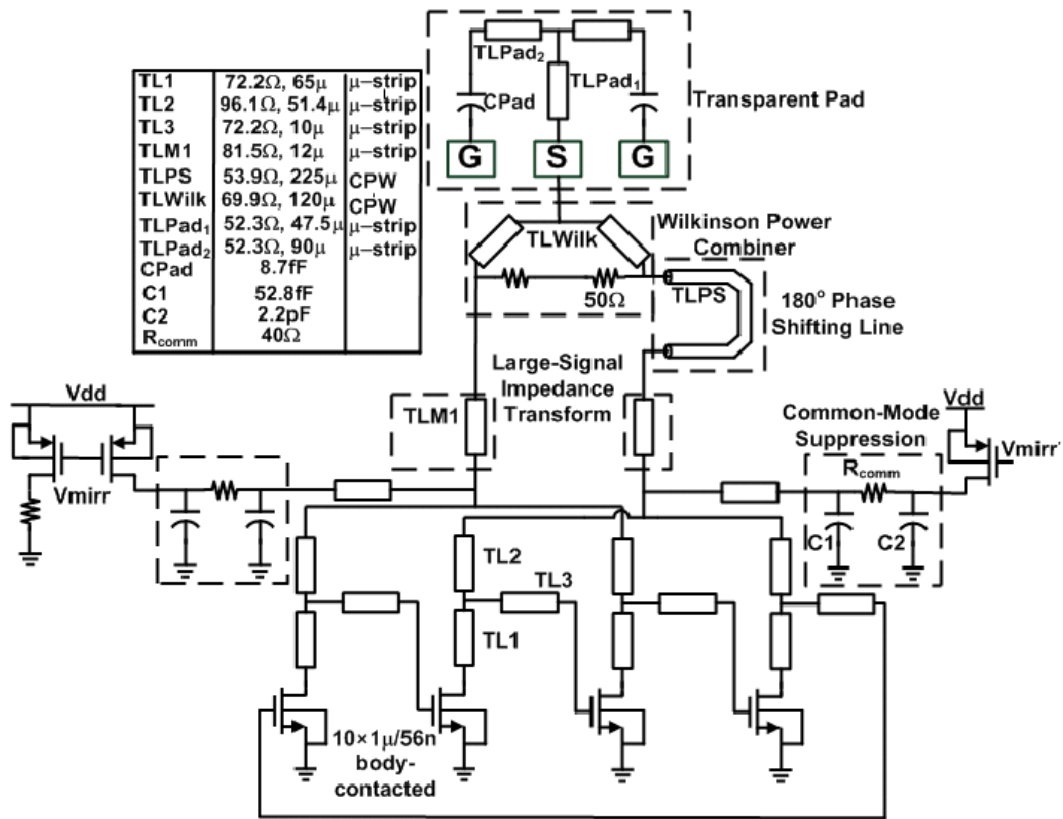 TLPad₂
TLPad₁
CPad
Transparent Pad
G S G
TL1 72.2Ω, 65μ μ−strip
TL2 96.1Ω, 51.4μ μ−strip
TL3 72.2Ω, 10μ μ−strip
TLM1 81.5Ω, 12μ μ−strip
TLPS 53.9Ω, 225μ CPW
TLWilk 69.9Ω, 120μ CPW
TLPad₁ 52.3Ω, 47.5μ μ−strip
TLPad₂ 52.3Ω, 90μ μ−strip
CPad 8.7fF
C1 52.8fF
C2 2.2pF
Rcomm 40Ω
TLWilk
Wilkinson Power
Combiner
50Ω
TLPS
180° Phase
Shifting Line
Large-Signal
Impedance
Transform
TLM1
Vdd
Vmirr
Vdd
Vmirr
Common-Mode
Suppression
Rcomm
C1
C2
TL2
TL3
TL1
10×1μ/56n
body-
contacted